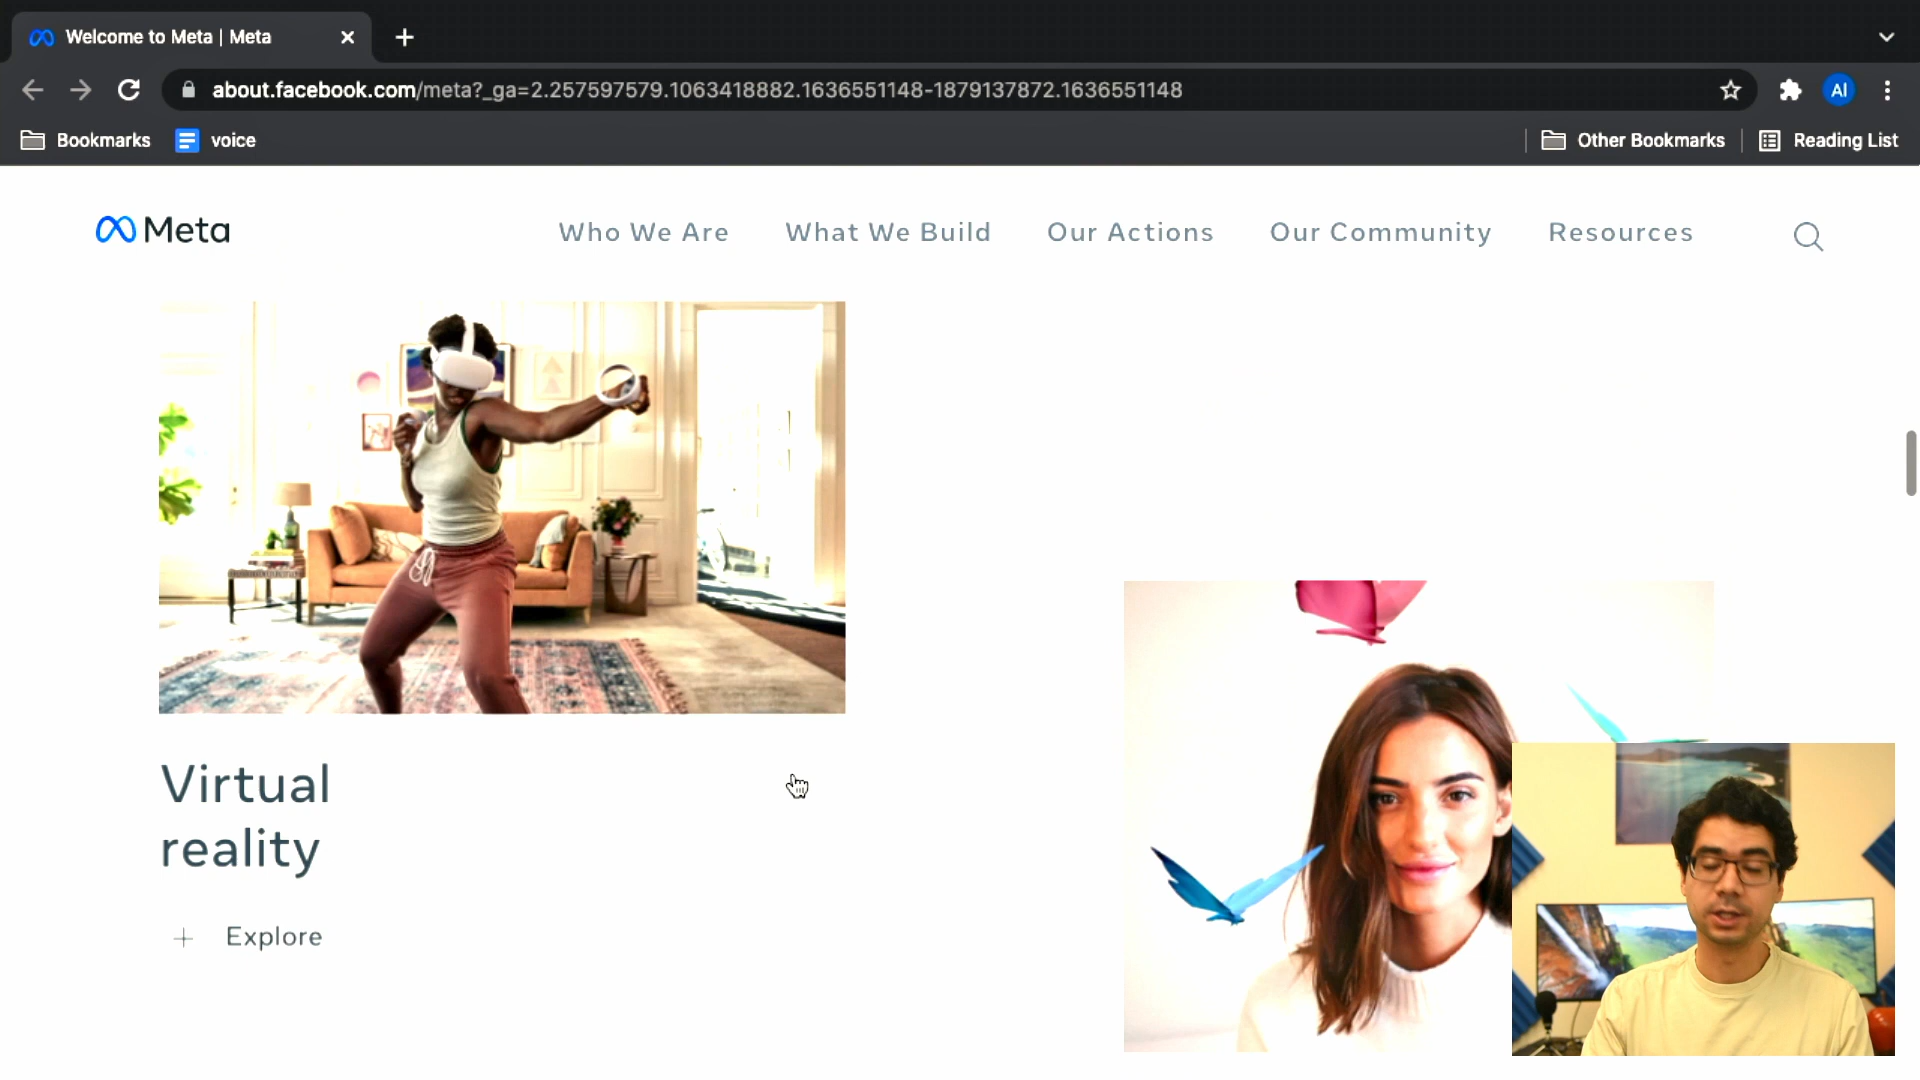 Welcome to Meta | Meta
about.facebook.com/meta?_ga=2.257597579.1063418882.1636551148-1879137872.1636551148
AI
Bookmarks voice Other Bookmarks Reading List
Meta Who We Are What We Build Our Actions Our Community Resources
Virtual
reality
+ Explore